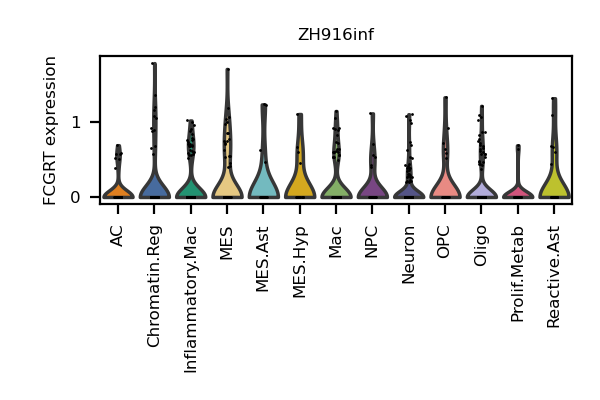 ZH916inf
FCGRT expression
1
0
AC
Chromatin.Reg
Inflammatory.Mac
MES
MES.Ast
MES.Hyp
Mac
NPC
Neuron
OPC
Oligo
Prolif.Metab
Reactive.Ast